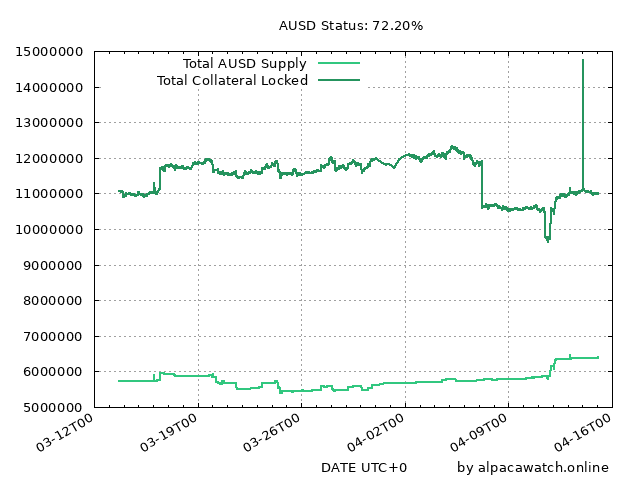 AUSD Status: 72.20%
15000000
14000000
13000000
12000000
11000000
10000000
9000000
8000000
7000000
6000000
5000000
Total AUSD Supply
Total Collateral Locked
03-12T00
03-19T00
03-26T00
04-02T00
04-09T00
04-16T00
DATE UTC+0
by alpacawatch.online